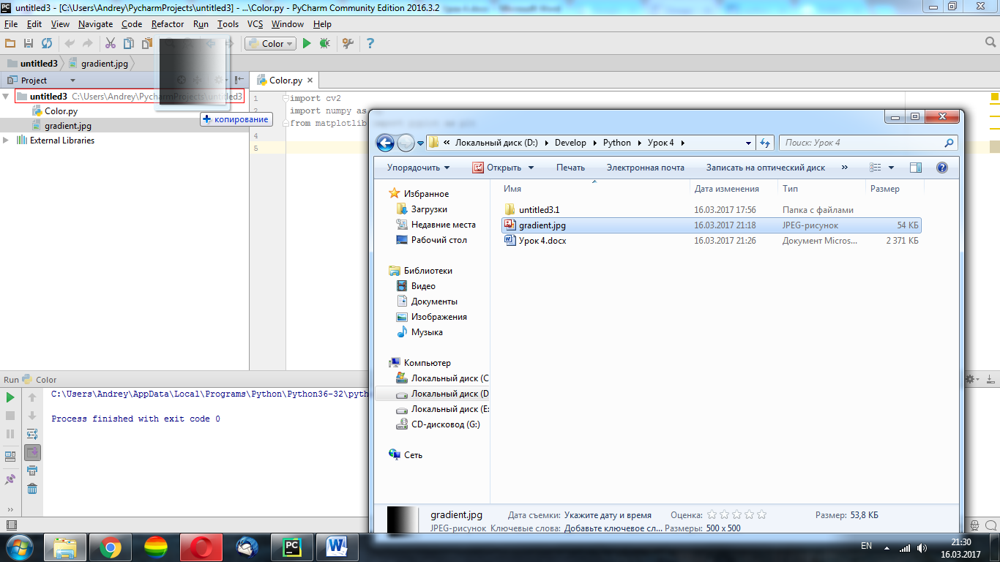 untitled3 - [C:\Users\Andrey\PycharmProjects\untitled3] - ...\Color.py - PyCharm Community Edition 2016.3.2
File Edit View Navigate Code Refactor Run Tools VCS Window Help
Color
untitled3 gradient.jpg
Project
Color.py
untitled3 C:\Users\Andrey\PycharmProjects\untitled3
Color.py
gradient.jpg
External Libraries
копирование
1 import cv2
2 import numpy as
from matplotlib
4
5
Локальный диск (D:) Develop Python Урок 4
Поиск: Урок 4
Упорядочить Открыть Печать Электронная почта Записать на оптический диск »
Имя Дата изменения Тип Размер
untitled3.1 16.03.2017 17:56 Папка с файлами
gradient.jpg 16.03.2017 21:18 JPEG-рисунок 54 КБ
Урок 4.docx 16.03.2017 21:26 Документ Micros... 2 371 КБ
Избранное
Загрузки
Недавние места
Рабочий стол
Библиотеки
Видео
Документы
Изображения
Музыка
Компьютер
Локальный диск (C
Локальный диск (D
Локальный диск (E:
CD-дисковод (G:)
Сеть
gradient.jpg Дата съемки: Укажите дату и время Оценка: Размер: 53,8 КБ
JPEG-рисунок Ключевые слова: Добавьте ключевое сл... Размеры: 500 x 500
Run Color
C:\Users\Andrey\AppData\Local\Programs\Python\Python36-32\pyth
Process finished with exit code 0
EN
21:30
16.03.2017